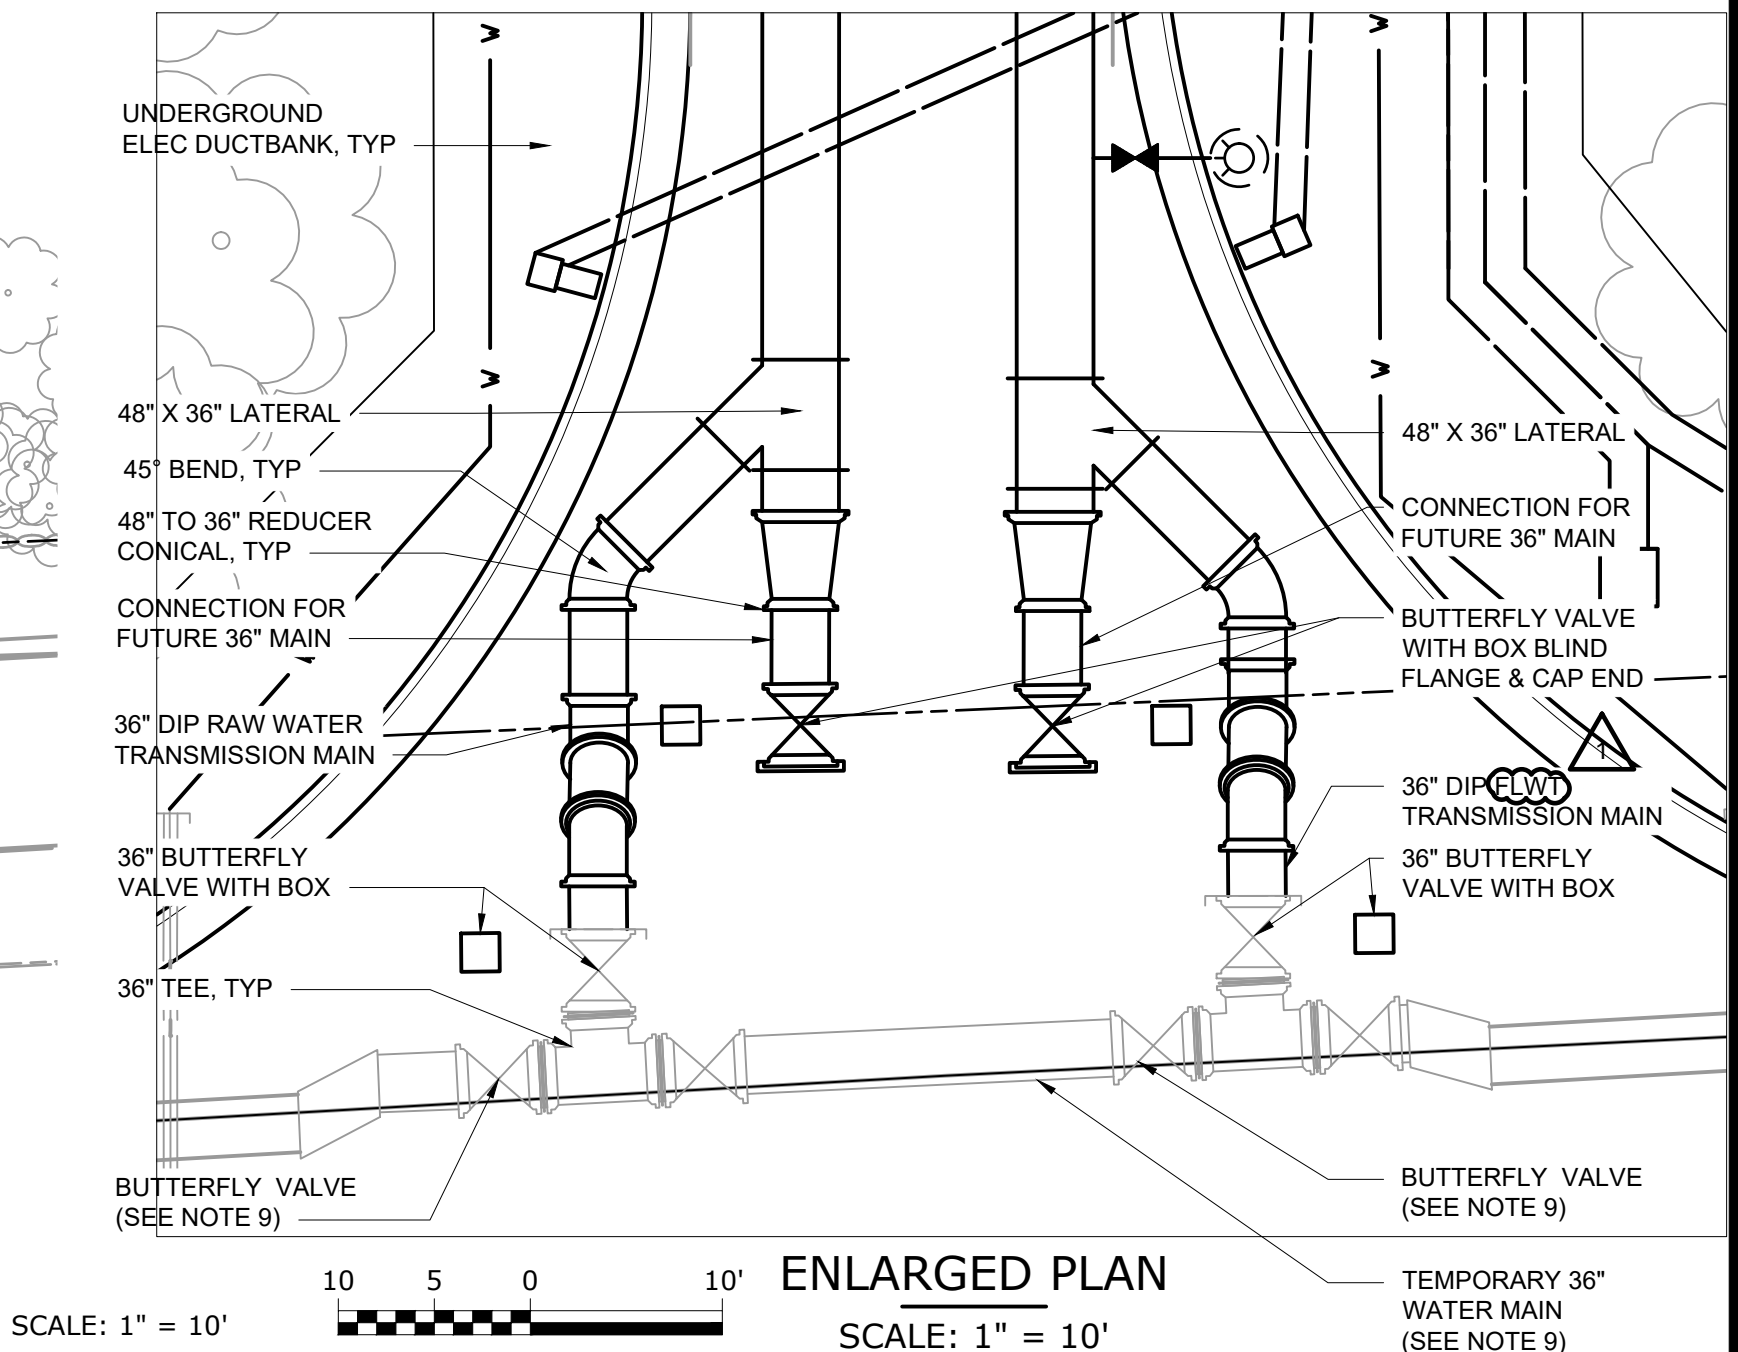 UNDERGROUND
ELEC DUCTBANK, TYP
W
W
W
W
48" X 36" LATERAL
45° BEND, TYP
48" TO 36" REDUCER
CONICAL, TYP
CONNECTION FOR
FUTURE 36" MAIN
36" DIP RAW WATER
TRANSMISSION MAIN
36" BUTTERFLY
VALVE WITH BOX
36" TEE, TYP
BUTTERFLY VALVE
(SEE NOTE 9)
48" X 36" LATERAL
CONNECTION FOR
FUTURE 36" MAIN
BUTTERFLY VALVE
WITH BOX BLIND
FLANGE & CAP END
1
36" DIP FLWT
TRANSMISSION MAIN
36" BUTTERFLY
VALVE WITH BOX
BUTTERFLY VALVE
(SEE NOTE 9)
TEMPORARY 36"
WATER MAIN
(SEE NOTE 9)
10 5 0 10'
SCALE: 1" = 10'
ENLARGED PLAN
SCALE: 1" = 10'